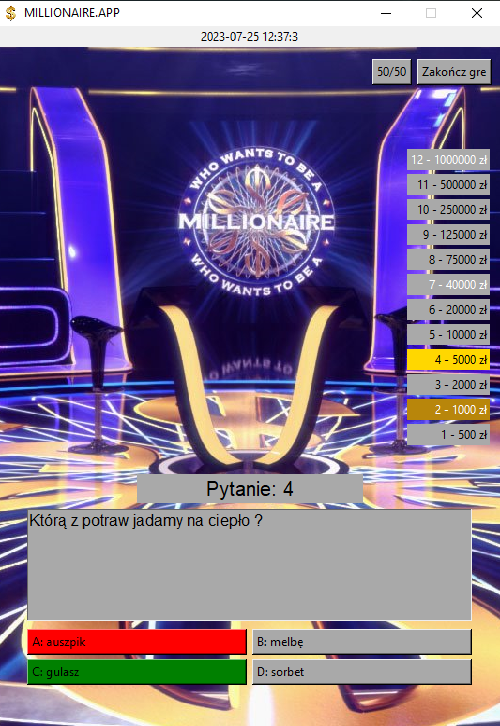 MILLIONAIRE.APP
2023-07-25 12:37:3
50/50
Zakończ gre
WHO WANTS TO BE A
MILLIONAIRE
WHO WANTS TO BE A
12 - 1000000 zł
11 - 500000 zł
10 - 250000 zł
9 - 125000 zł
8 - 75000 zł
7 - 40000 zł
6 - 20000 zł
5 - 10000 zł
4 - 5000 zł
3 - 2000 zł
2 - 1000 zł
1 - 500 zł
Pytanie: 4
Którą z potraw jadamy na ciepło ?
A: auszpik
B: melbę
C: gulasz
D: sorbet